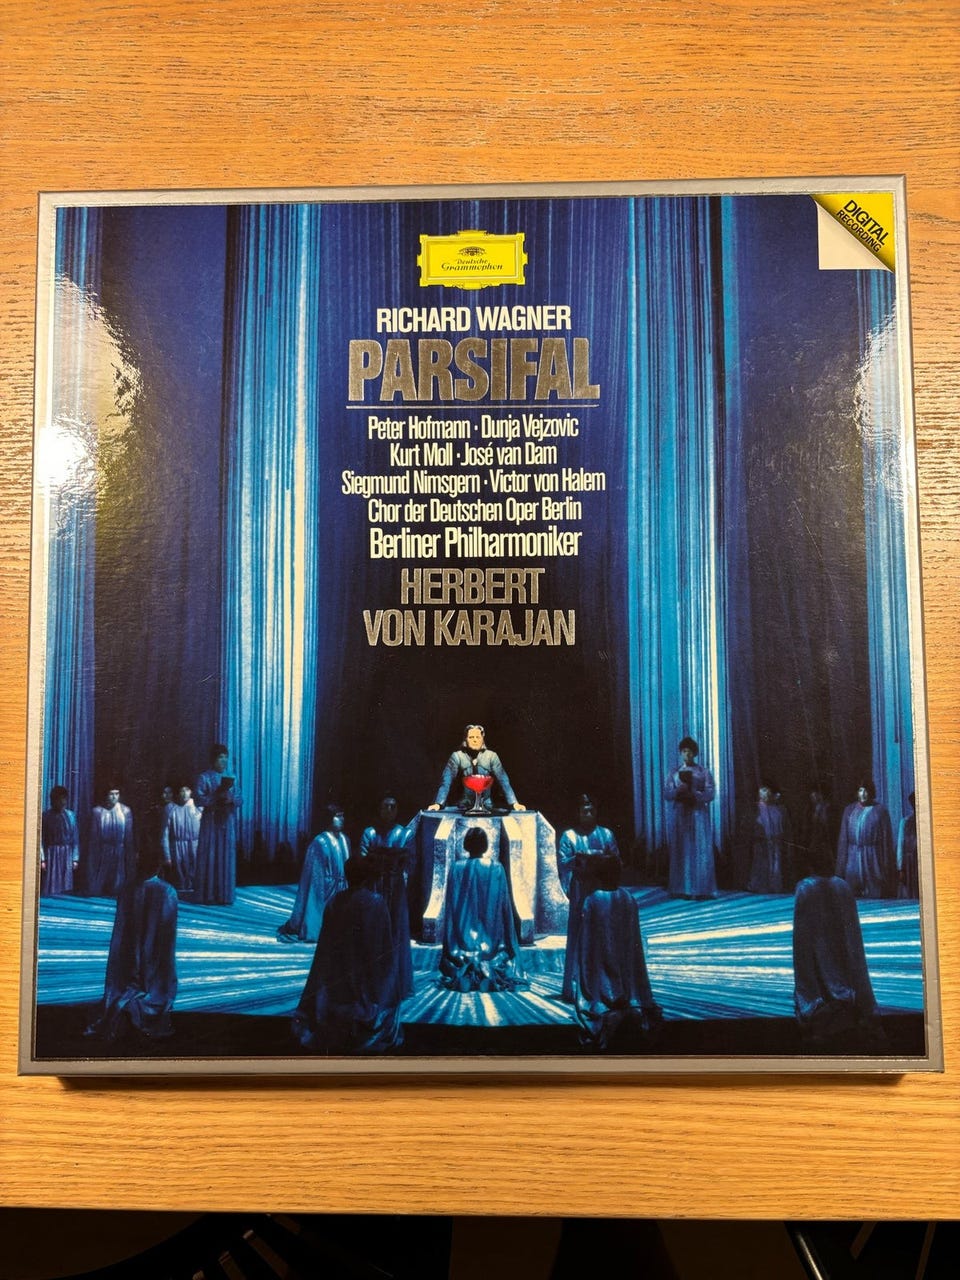 DIGITAL
RECORDING
Deutsche
Grammophon
RICHARD WAGNER
PARSIFAL
Peter Hofmann · Dunja Vejzovic
Kurt Moll · José van Dam
Siegmund Nimsgern · Victor von Halem
Chor der Deutschen Oper Berlin
Berliner Philharmoniker
HERBERT
VON KARAJAN